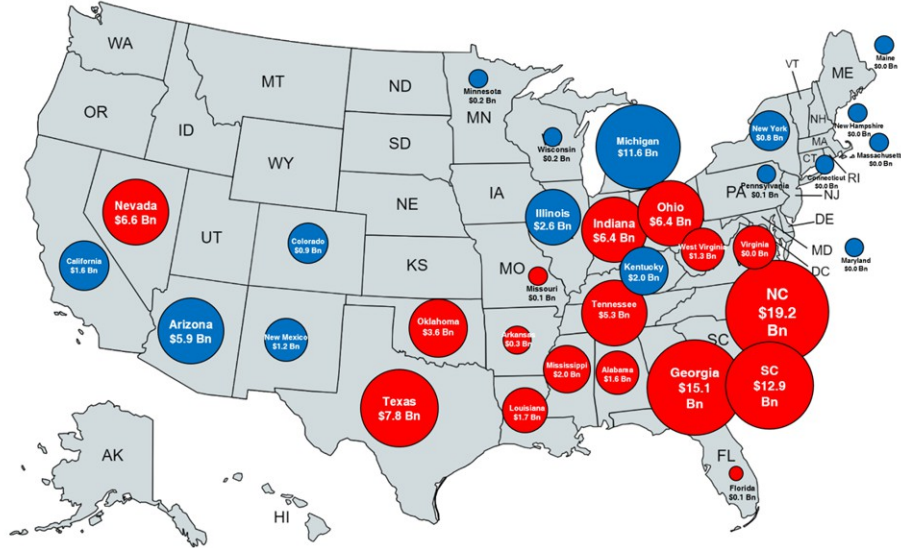 WA
MT
ND
MN
Minnesota
$0.2 Bn
VT
ME
Maine
$0.0 Bn
OR
ID
WY
SD
Wisconsin
$0.2 Bn
Michigan
$11.6 Bn
New York
$0.8 Bn
NH
New Hampshire
$0.0 Bn
MA
Massachusett
$0.0 Bn
CT
Connecticut
$0.0 Bn
RI
Nevada
$6.6 Bn
UT
NE
IA
Illinois
$2.6 Bn
Indiana
$6.4 Bn
Ohio
$6.4 Bn
PA
Pennsylvania
$0.1 Bn
NJ
DE
MD
DC
Maryland
$0.0 Bn
California
$1.6 Bn
Colorado
$0.9 Bn
KS
MO
Missouri
$0.1 Bn
Kentucky
$2.0 Bn
West Virginia
$1.3 Bn
Virginia
$0.0 Bn
Arizona
$5.9 Bn
New Mexico
$1.2 Bn
Oklahoma
$3.6 Bn
Arkansas
$0.3 Bn
Tennessee
$5.3 Bn
NC
$19.2
Bn
Texas
$7.8 Bn
Louisiana
$1.7 Bn
Mississippi
$2.0 Bn
Alabama
$1.6 Bn
Georgia
$15.1
Bn
SC
SC
$12.9
Bn
AK
HI
FL
Florida
$0.1 Bn